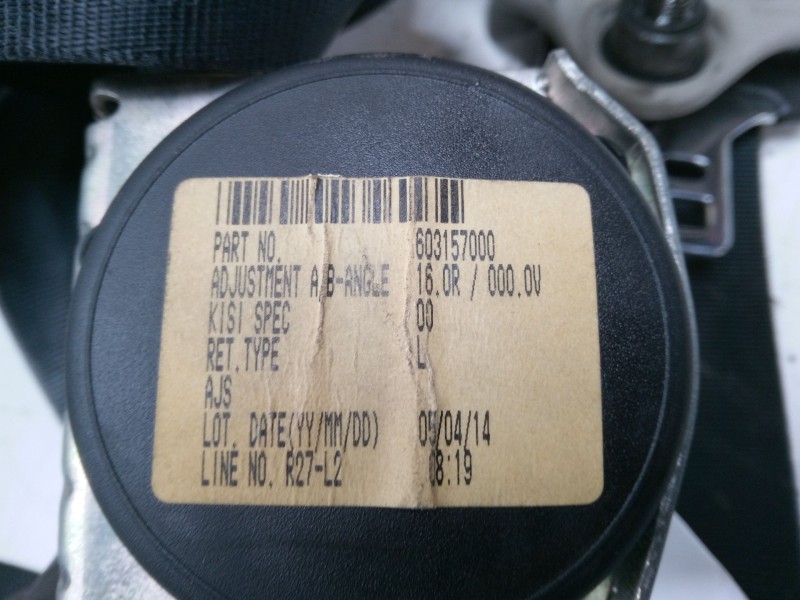 PART NO. 603157000
ADJUSTMENT A/B-ANGLE 16.0R / 000.0V
KISI SPEC 00
RET.TYPE L
AJS
LOT. DATE(YY/MM/DD) 05/04/14
LINE NO. R27-L2 08:19